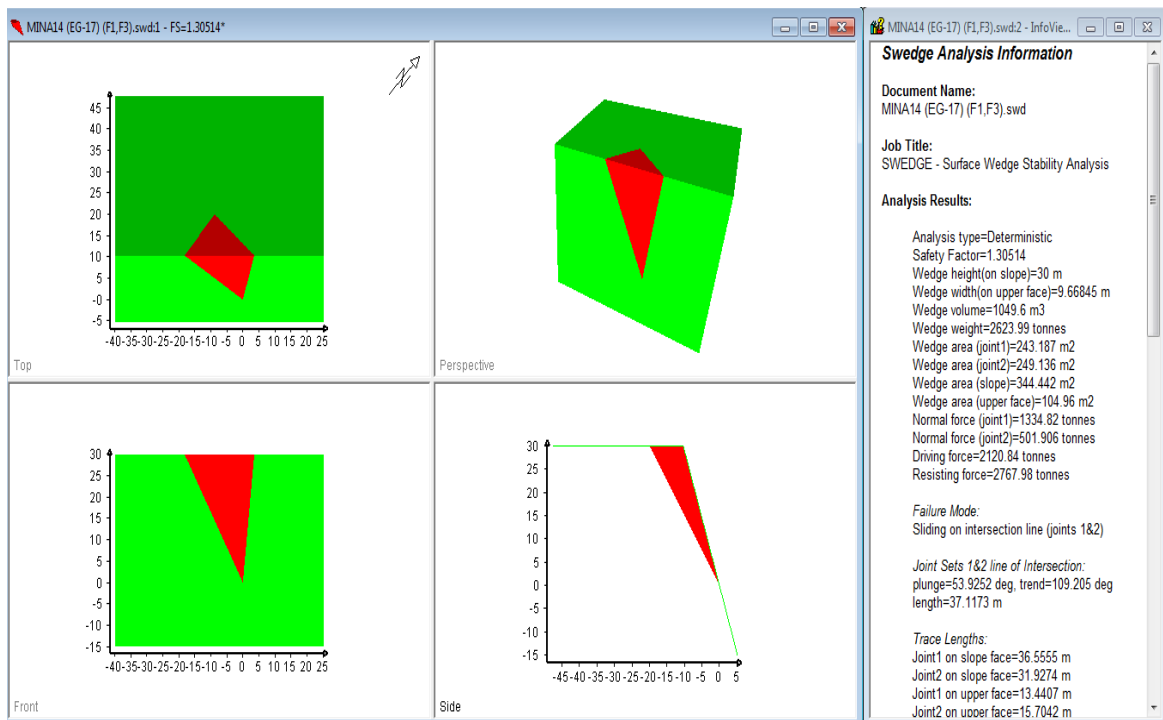 MINA14 (EG-17) (F1,F3).swd:1 - FS=1.30514*
N
45
40
35
30
25
20
15
10
5
-0
-5
-40-35-30-25-20-15-10 -5 0 5 10 15 20 25
Top
Perspective
30
25
20
15
10
5
0
-5
-10
-15
-40-35-30-25-20-15-10 -5 0 5 10 15 20 25
Front
30
25
20
15
10
5
0
-5
-10
-15
-45-40-35-30-25-20-15-10 -5 0 5
Side
MINA14 (EG-17) (F1,F3).swd:2 - InfoVie...
Swedge Analysis Information
Document Name:
MINA14 (EG-17) (F1,F3).swd
Job Title:
SWEDGE - Surface Wedge Stability Analysis
Analysis Results:
Analysis type=Deterministic
Safety Factor=1.30514
Wedge height(on slope)=30 m
Wedge width(on upper face)=9.66845 m
Wedge volume=1049.6 m3
Wedge weight=2623.99 tonnes
Wedge area (joint1)=243.187 m2
Wedge area (joint2)=249.136 m2
Wedge area (slope)=344.442 m2
Wedge area (upper face)=104.96 m2
Normal force (joint1)=1334.82 tonnes
Normal force (joint2)=501.906 tonnes
Driving force=2120.84 tonnes
Resisting force=2767.98 tonnes
Failure Mode:
Sliding on intersection line (joints 1&2)
Joint Sets 1&2 line of Intersection:
plunge=53.9252 deg, trend=109.205 deg
length=37.1173 m
Trace Lengths:
Joint1 on slope face=36.5555 m
Joint2 on slope face=31.9274 m
Joint1 on upper face=13.4407 m
Joint2 on upper face=15.7042 m